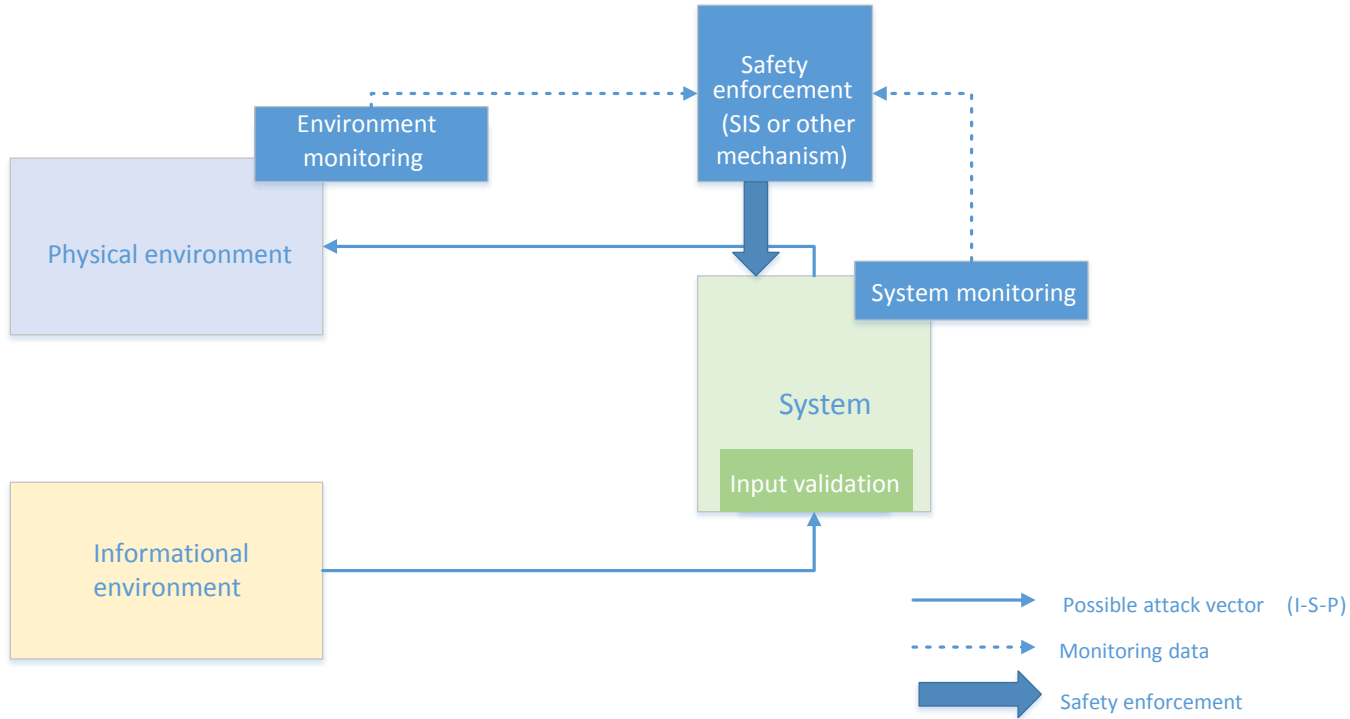 Safety
enforcement
(SIS or other
mechanism)
Environment
monitoring
Physical environment
System monitoring
System
Input validation
Informational
environment
Possible attack vector (I-S-P)
Monitoring data
Safety enforcement